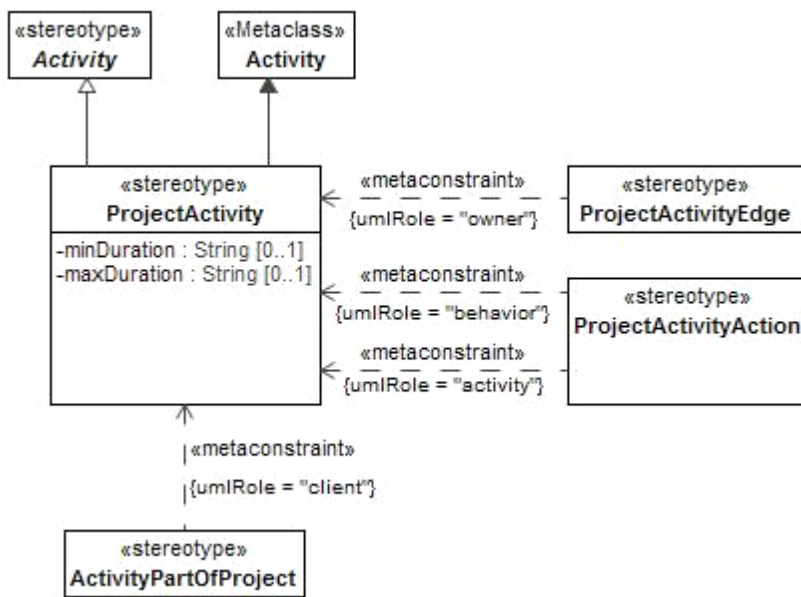 «stereotype»
Activity
«Metaclass»
Activity
«stereotype»
ProjectActivity
-minDuration : String [0..1]
-maxDuration : String [0..1]
«metaconstraint»
{umlRole = "owner"}
«stereotype»
ProjectActivityEdge
«metaconstraint»
{umlRole = "behavior"}
«stereotype»
ProjectActivityAction
«metaconstraint»
{umlRole = "activity"}
«metaconstraint»
{umlRole = "client"}
«stereotype»
ActivityPartOfProject